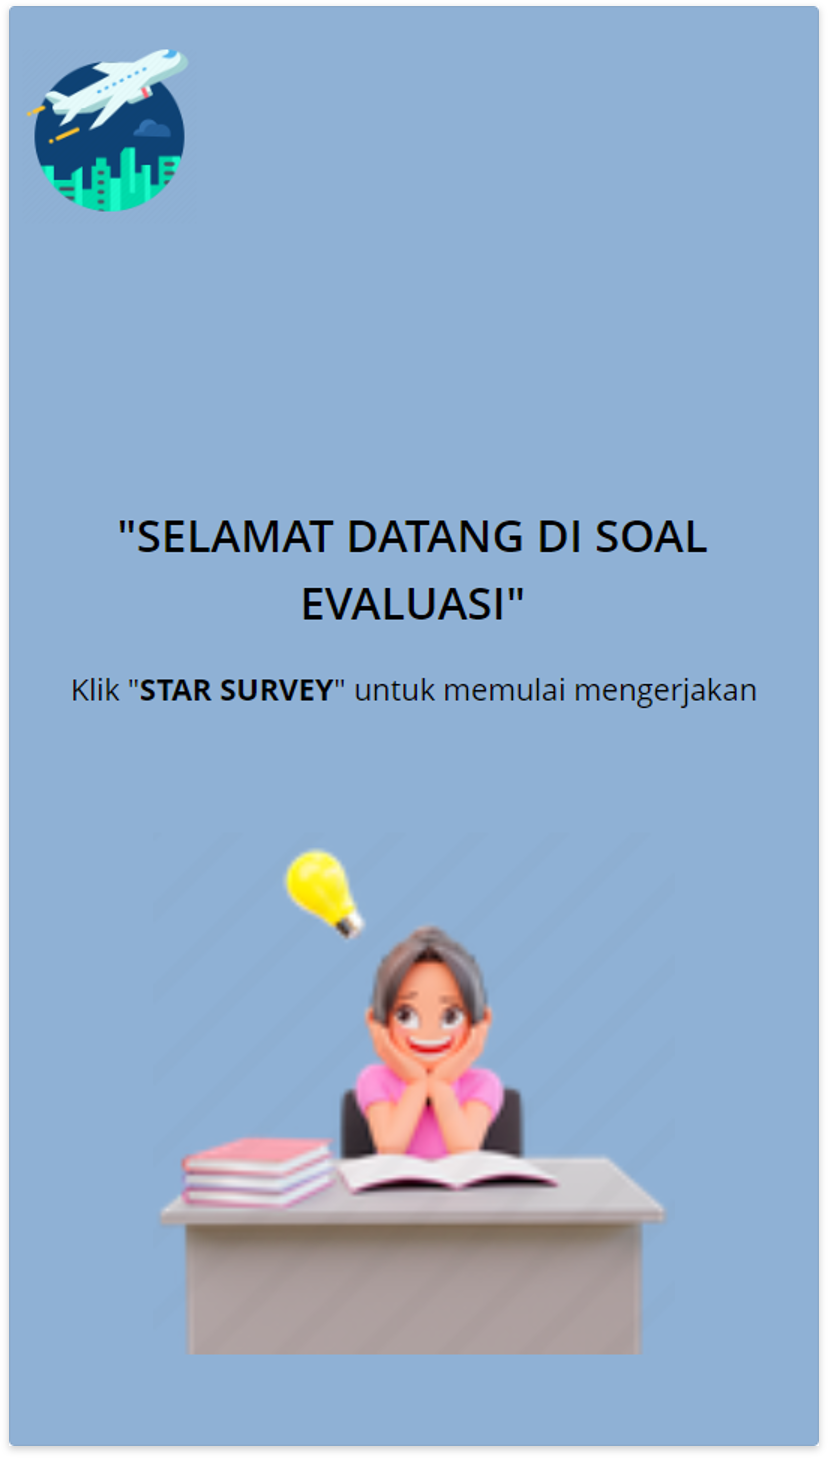 "SELAMAT DATANG DI SOAL
EVALUASI"
Klik "STAR SURVEY" untuk memulai mengerjakan